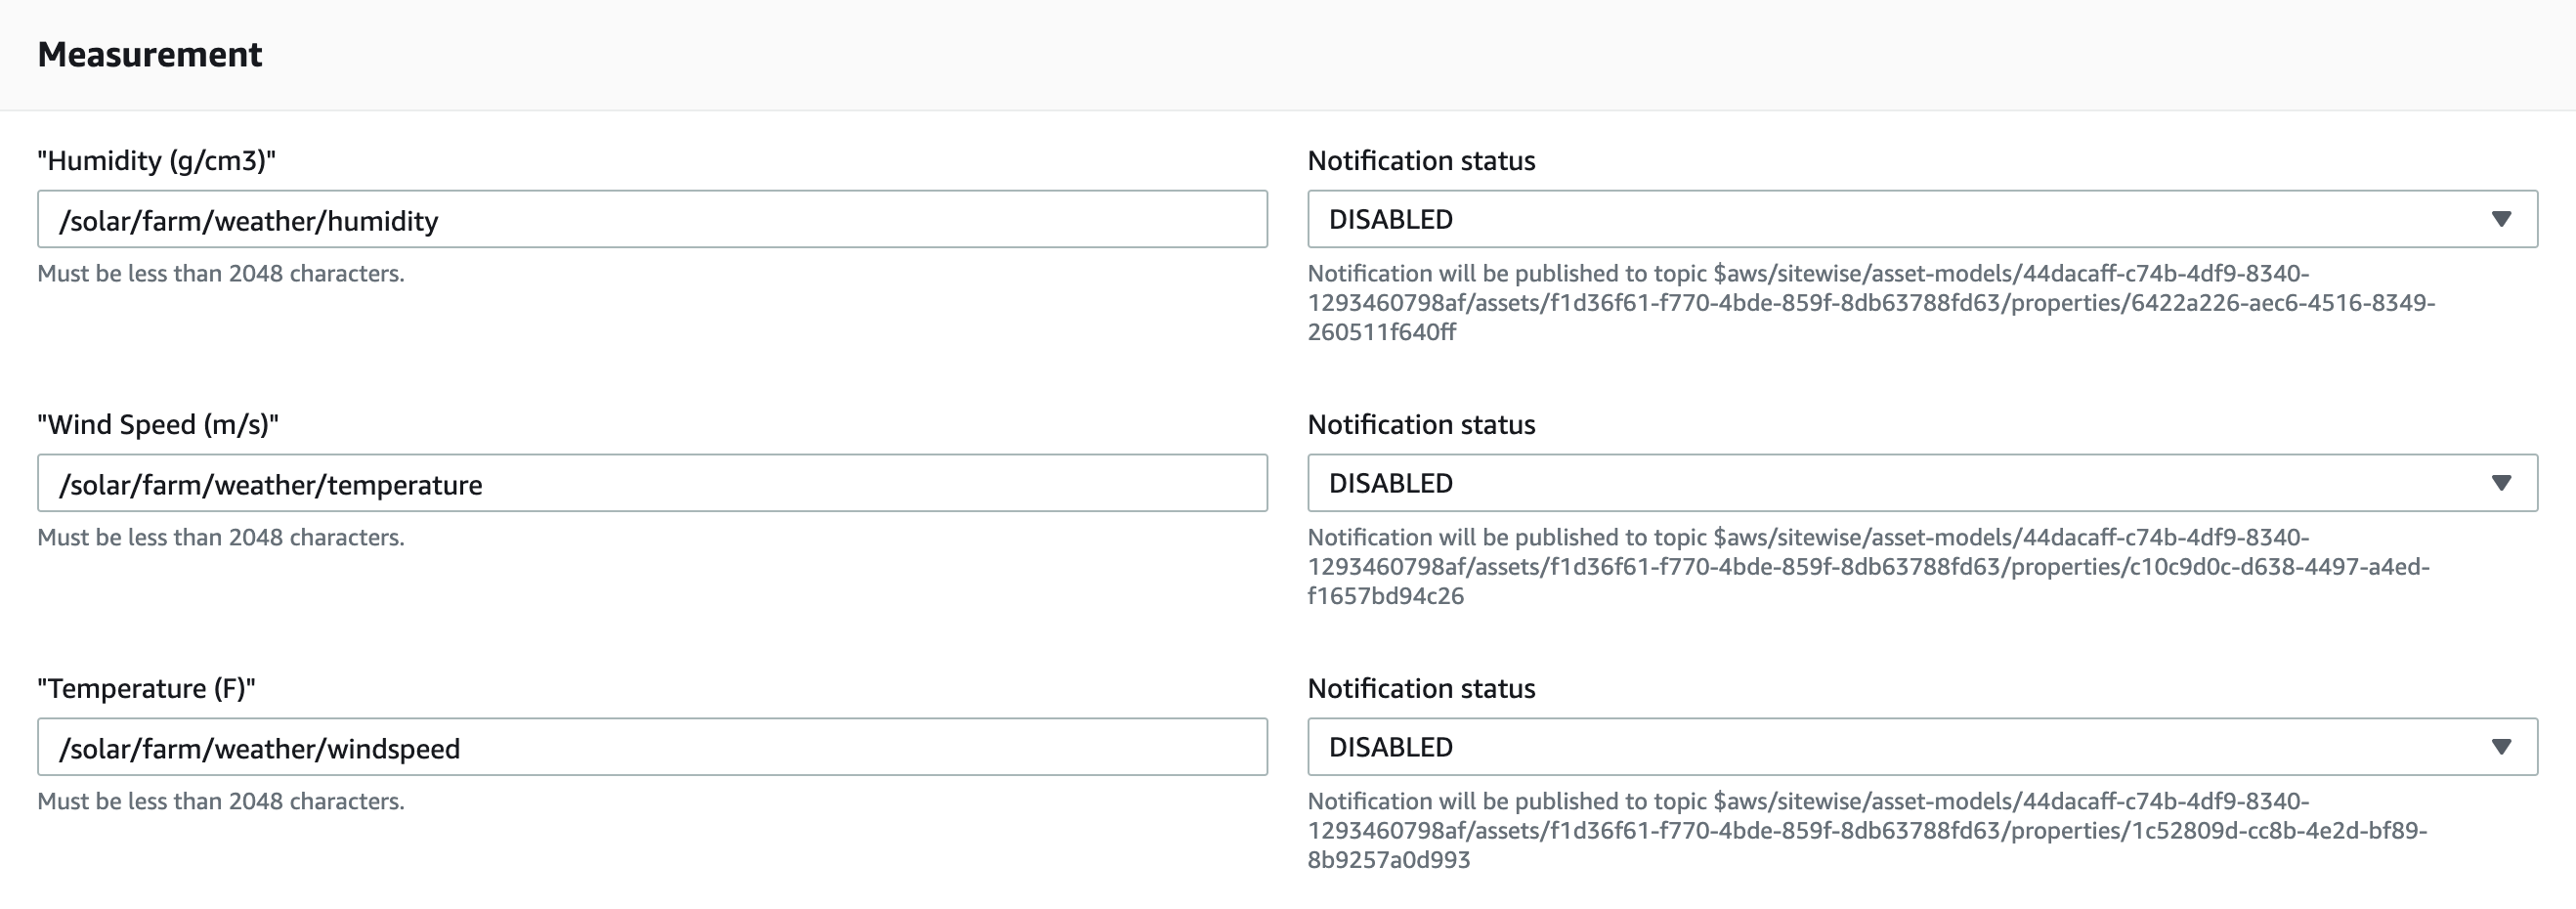 Measurement
"Humidity (g/cm3)"
/solar/farm/weather/humidity
Must be less than 2048 characters.
Notification status
DISABLED
Notification will be published to topic $aws/sitewise/asset-models/44dacaff-c74b-4df9-8340-
1293460798af/assets/f1d36f61-f770-4bde-859f-8db63788fd63/properties/6422a226-aec6-4516-8349-
260511f640ff
"Wind Speed (m/s)"
/solar/farm/weather/temperature
Must be less than 2048 characters.
Notification status
DISABLED
Notification will be published to topic $aws/sitewise/asset-models/44dacaff-c74b-4df9-8340-
1293460798af/assets/f1d36f61-f770-4bde-859f-8db63788fd63/properties/c10c9d0c-d638-4497-a4ed-
f1657bd94c26
"Temperature (F)"
/solar/farm/weather/windspeed
Must be less than 2048 characters.
Notification status
DISABLED
Notification will be published to topic $aws/sitewise/asset-models/44dacaff-c74b-4df9-8340-
1293460798af/assets/f1d36f61-f770-4bde-859f-8db63788fd63/properties/1c52809d-cc8b-4e2d-bf89-
8b9257a0d993